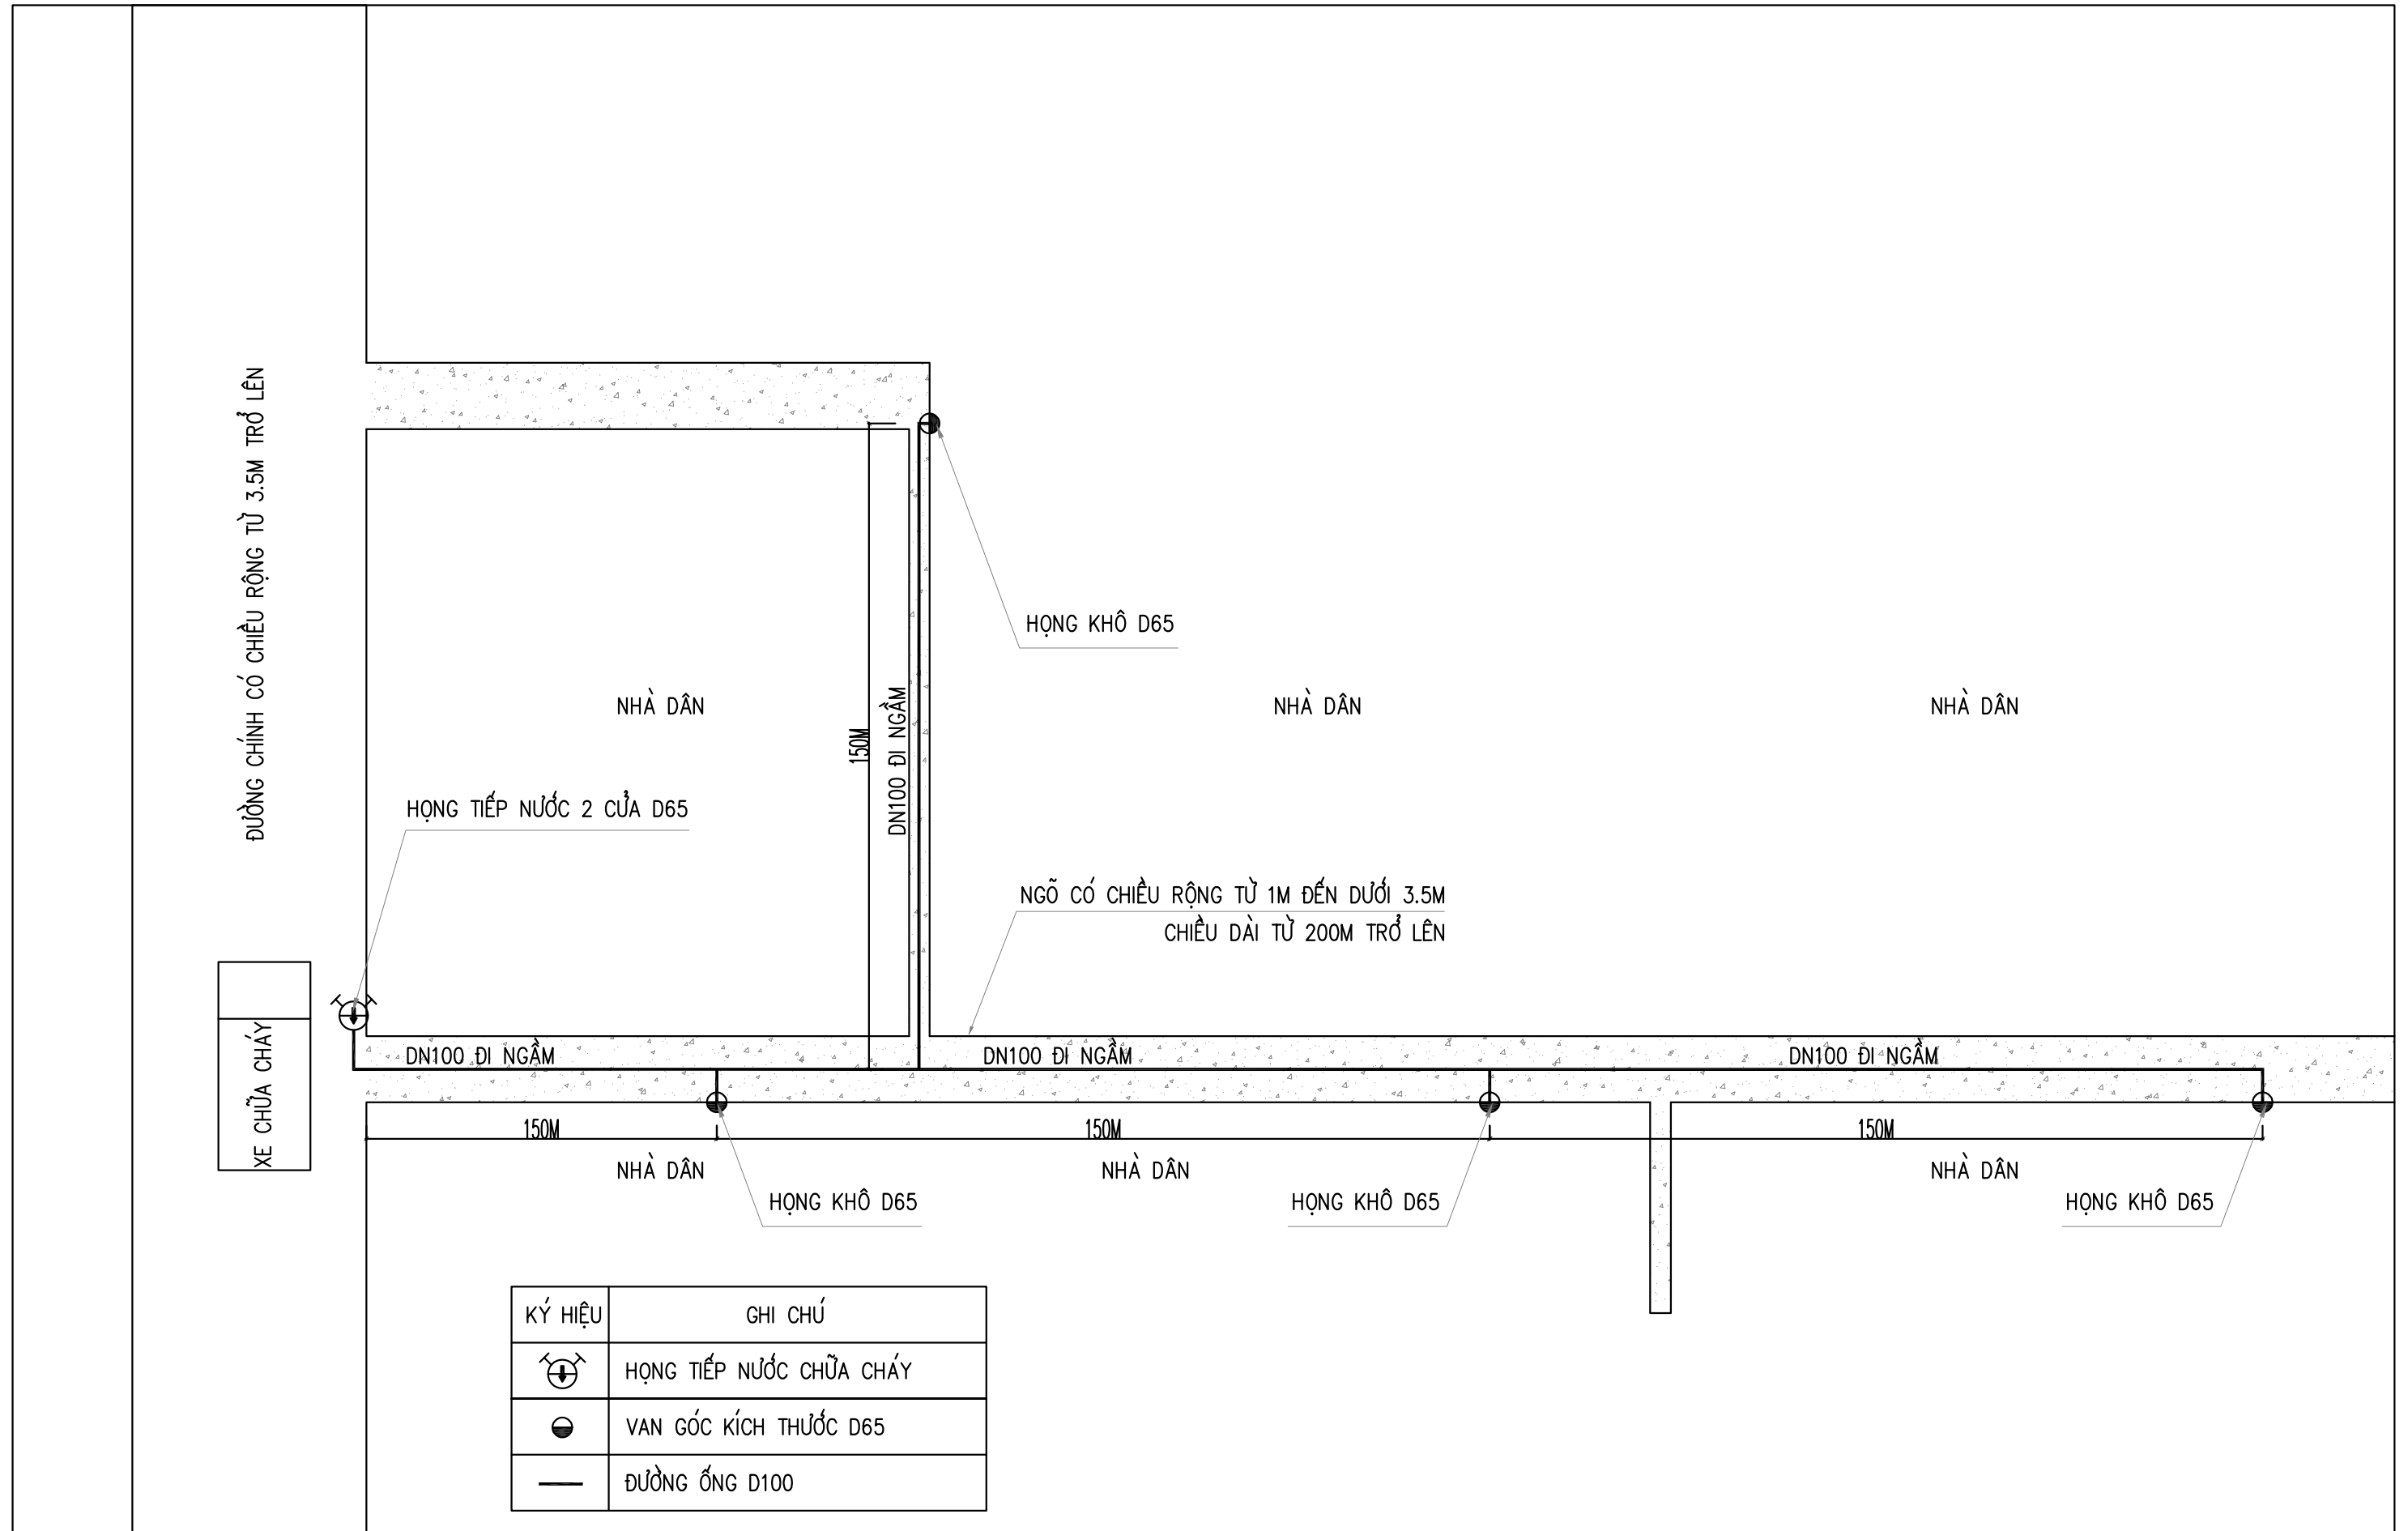 ĐƯỜNG CHÍNH CÓ CHIỀU RỘNG TỪ 3.5M TRỞ LÊN
HỌNG KHÔ D65
NHÀ DÂN
NHÀ DÂN
NHÀ DÂN
150M
DN100 ĐI NGẦM
HỌNG TIẾP NƯỚC 2 CỬA D65
NGÕ CÓ CHIỀU RỘNG TỪ 1M ĐẾN DƯỚI 3.5M
CHIỀU DÀI TỪ 200M TRỞ LÊN
XE CHỮA CHÁY
DN100 ĐI NGẦM
DN100 ĐI NGẦM
DN100 ĐI NGẦM
150M
150M
150M
NHÀ DÂN
NHÀ DÂN
NHÀ DÂN
HỌNG KHÔ D65
HỌNG KHÔ D65
HỌNG KHÔ D65
KÝ HIỆU
GHI CHÚ
HỌNG TIẾP NƯỚC CHỮA CHÁY
VAN GÓC KÍCH THƯỚC D65
ĐƯỜNG ỐNG D100